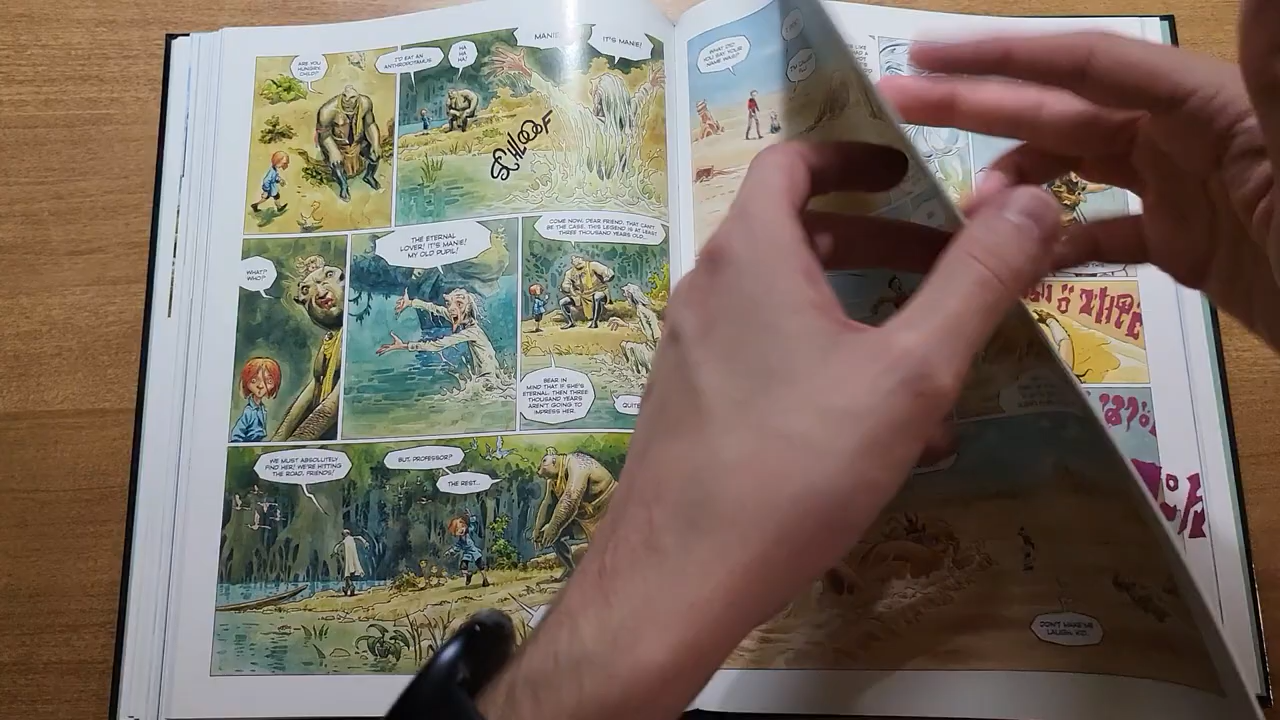 ARE YOU
HUNGRY,
CHILD?
I'D EAT AN
ANTHROPOTAMUS.
HA
HA
HA!
MANIE
IT'S MANIE!
SCHLOOF
WHAT?
WHO?
THE ETERNAL
LOVER! IT'S MANIE!
MY OLD PUPIL!
COME NOW, DEAR FRIEND, THAT CAN'T
BE THE CASE. THIS LEGEND IS AT LEAST
THREE THOUSAND YEARS OLD...
BEAR IN
MIND THAT IF SHE'S
ETERNAL, THEN THREE
THOUSAND YEARS
AREN'T GOING TO
IMPRESS HER.
QUITE
WE MUST ABSOLUTELY
FIND HER! WE'RE HITTING
THE ROAD, FRIENDS!
BUT, PROFESSOR?
THE REST...
WHAT DID
YOU SAY YOUR
NAME WAS?
LIKE
DON'T MAKE ME
LAUGH, KID.